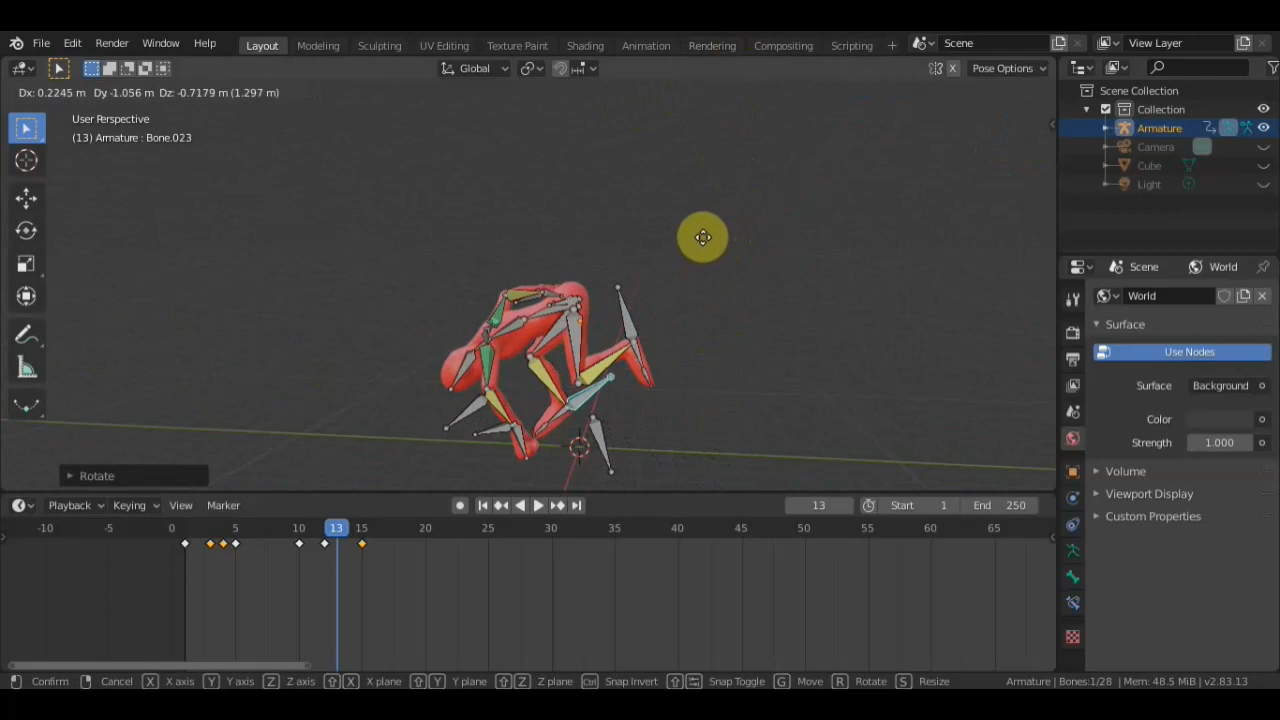 File Edit Render Window Help Layout Modeling Sculpting UV Editing Texture Paint Shading Animation Rendering Compositing Scripting + Scene View Layer
Global Pose Options
X
Dx: 0.2245 m Dy -1.056 m Dz: -0.7179 m (1.297 m)
User Perspective
(13) Armature : Bone.023
Scene Collection
Collection
Armature
Camera
Cube
Light
Scene World
World
Surface
Use Nodes
Surface Background
Color
Strength 1.000
Volume
Viewport Display
Custom Properties
Rotate
Playback Keying View Marker 13 Start 1 End 250
-10 -5 0 5 10 13 15 20 25 30 35 40 45 50 55 60 65
Confirm Cancel X X axis Y Y axis Z Z axis X X plane Y Y plane Z Z plane Ctrl Snap Invert Snap Toggle G Move R Rotate S Resize Armature | Bones:1/28 | Mem: 48.5 MiB | v2.83.13